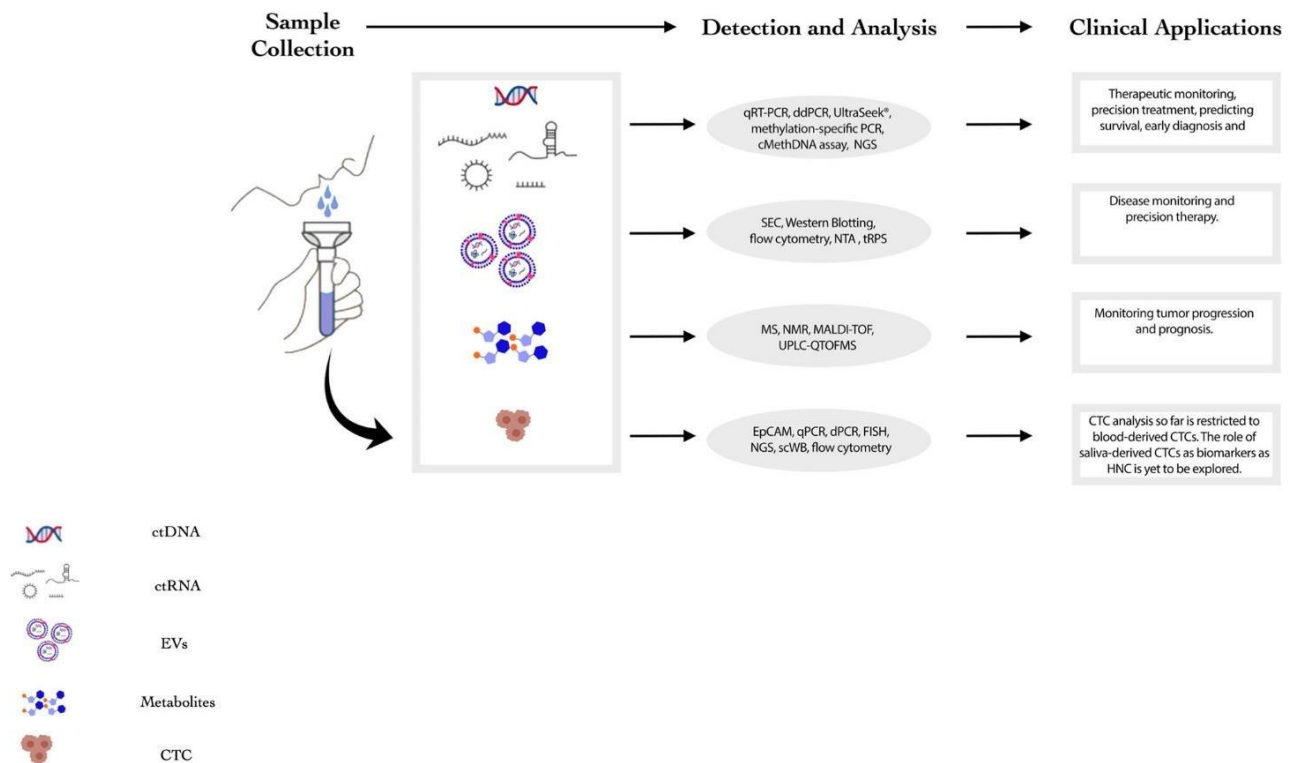 Sample
Collection
Detection and Analysis
Clinical Applications
qRT-PCR, ddPCR, UltraSeek®,
methylation-specific PCR,
cMethDNA assay, NGS
Therapeutic monitoring,
precision treatment, predicting
survival, early diagnosis and
SEC, Western Blotting,
flow cytometry, NTA , tRPS
Disease monitoring and
precision therapy.
MS, NMR, MALDI-TOF,
UPLC-QTOFMS
Monitoring tumor progression
and prognosis.
EpCAM, qPCR, dPCR, FISH,
NGS, scWB, flow cytometry
CTC analysis so far is restricted to
blood-derived CTCs. The role of
saliva-derived CTCs as biomarkers as
HNC is yet to be explored.
ctDNA
ctRNA
EVs
Metabolites
CTC